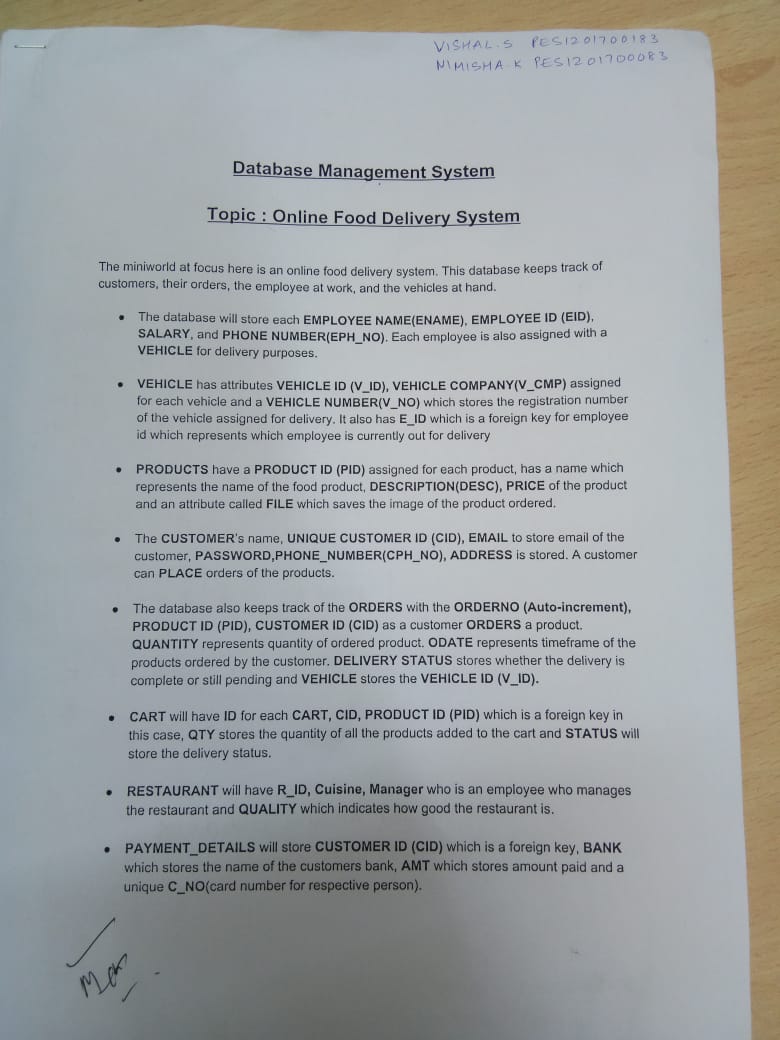 VISHAL.S PES1201700183
NIMISHA.K PES1201700083
Database Management System
Topic : Online Food Delivery System
The miniworld at focus here is an online food delivery system. This database keeps track of
customers, their orders, the employee at work, and the vehicles at hand.
• The database will store each EMPLOYEE NAME(ENAME), EMPLOYEE ID (EID),
SALARY, and PHONE NUMBER(EPH_NO). Each employee is also assigned with a
VEHICLE for delivery purposes.
• VEHICLE has attributes VEHICLE ID (V_ID), VEHICLE COMPANY(V_CMP) assigned
for each vehicle and a VEHICLE NUMBER(V_NO) which stores the registration number
of the vehicle assigned for delivery. It also has E_ID which is a foreign key for employee
id which represents which employee is currently out for delivery
• PRODUCTS have a PRODUCT ID (PID) assigned for each product, has a name which
represents the name of the food product, DESCRIPTION(DESC), PRICE of the product
and an attribute called FILE which saves the image of the product ordered.
• The CUSTOMER's name, UNIQUE CUSTOMER ID (CID), EMAIL to store email of the
customer, PASSWORD,PHONE_NUMBER(CPH_NO), ADDRESS is stored. A customer
can PLACE orders of the products.
• The database also keeps track of the ORDERS with the ORDERNO (Auto-increment),
PRODUCT ID (PID), CUSTOMER ID (CID) as a customer ORDERS a product.
QUANTITY represents quantity of ordered product. ODATE represents timeframe of the
products ordered by the customer. DELIVERY STATUS stores whether the delivery is
complete or still pending and VEHICLE stores the VEHICLE ID (V_ID).
• CART will have ID for each CART, CID, PRODUCT ID (PID) which is a foreign key in
this case, QTY stores the quantity of all the products added to the cart and STATUS will
store the delivery status.
• RESTAURANT will have R_ID, Cuisine, Manager who is an employee who manages
the restaurant and QUALITY which indicates how good the restaurant is.
• PAYMENT_DETAILS will store CUSTOMER ID (CID) which is a foreign key, BANK
which stores the name of the customers bank, AMT which stores amount paid and a
unique C_NO(card number for respective person).